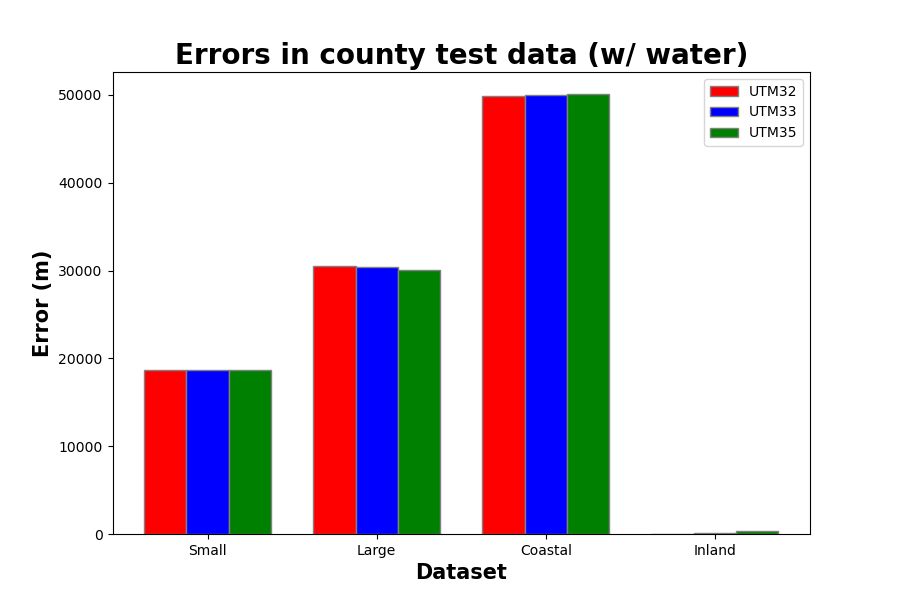 Errors in county test data (w/ water)
UTM32
UTM33
UTM35
50000
40000
30000
20000
10000
0
Error (m)
Small Large Coastal Inland
Dataset